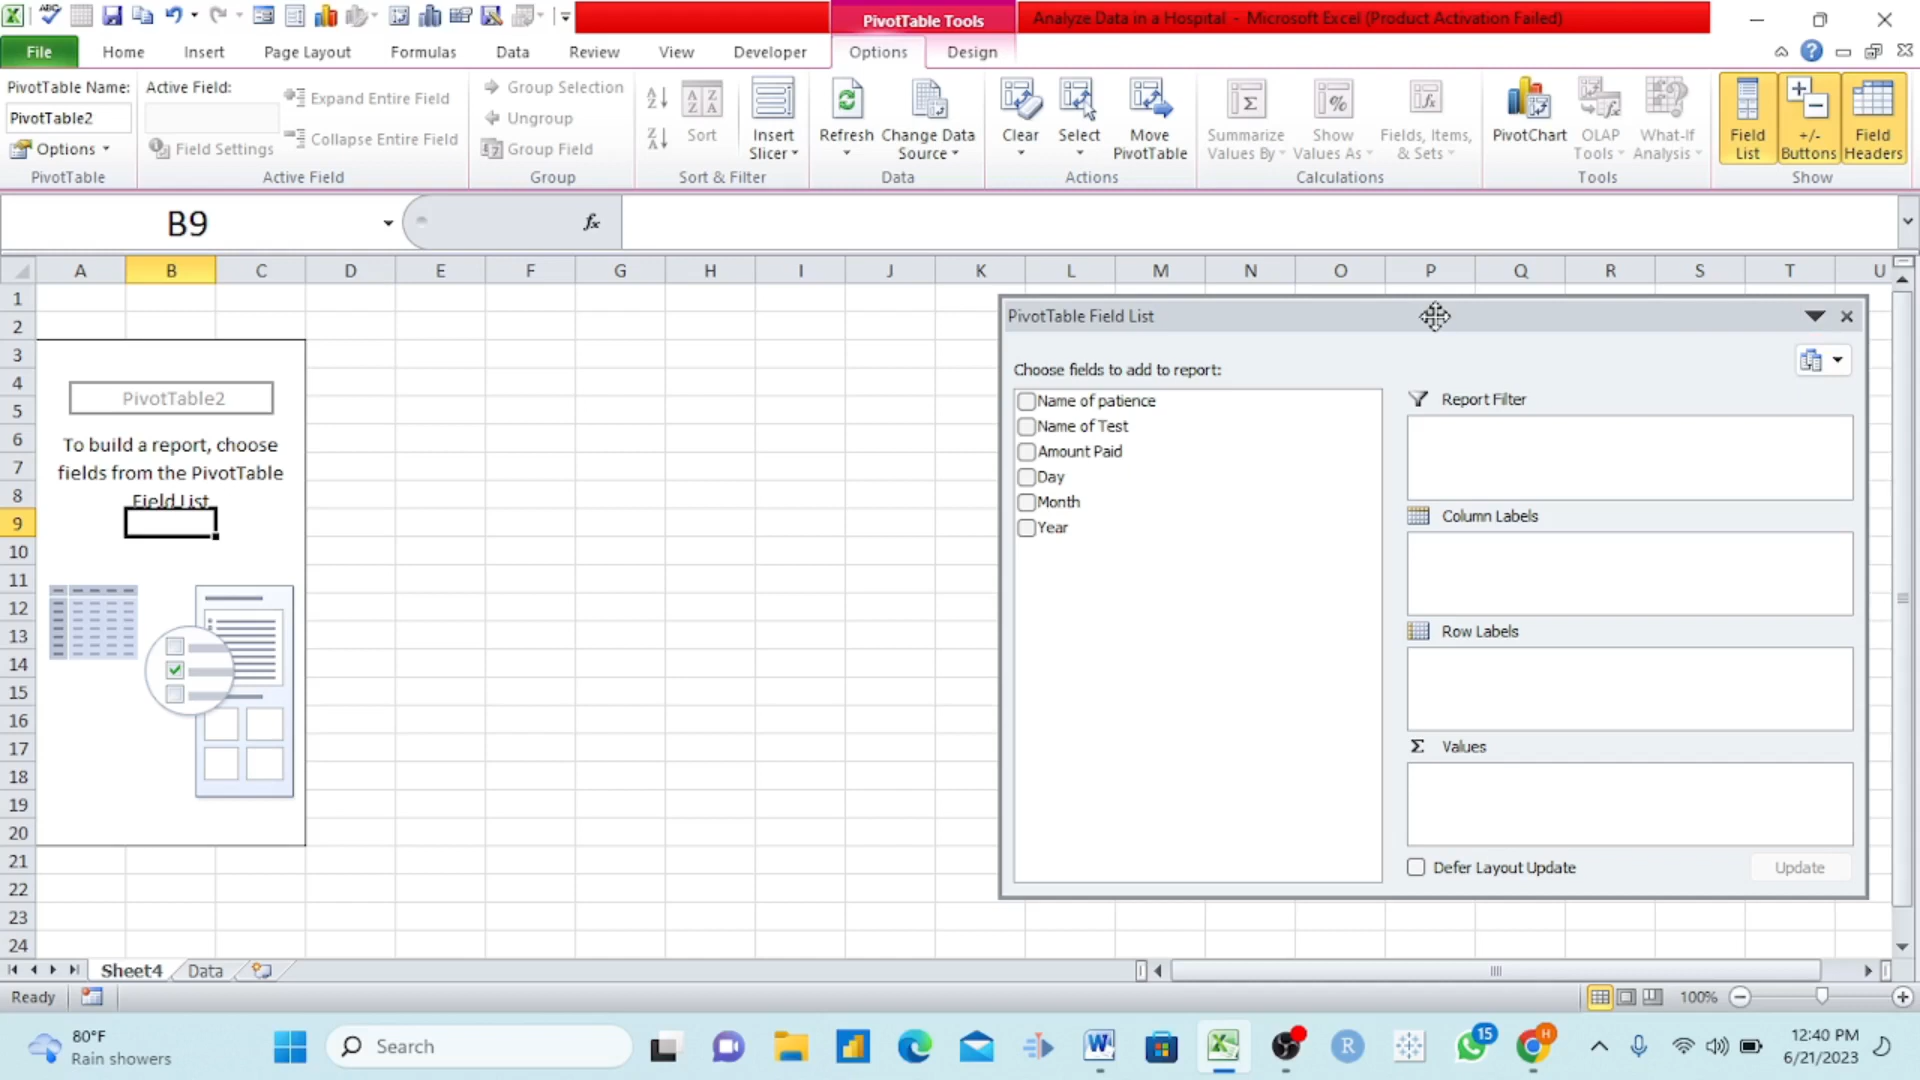 PivotTable Tools
Analyze Data in a Hospital - Microsoft Excel (Product Activation Failed)
File Home Insert Page Layout Formulas Data Review View Developer Options Design
PivotTable Name:
PivotTable2
Options
PivotTable
Active Field:
Field Settings
Expand Entire Field
Collapse Entire Field
Active Field
Group Selection
Ungroup
Group Field
Group
Sort
Insert
Slicer
Sort & Filter
Refresh
Change Data
Source
Data
Clear
Select
Move
PivotTable
Actions
Summarize
Values By
Show
Values As
Fields, Items,
& Sets
Calculations
PivotChart
OLAP
Tools
What-If
Analysis
Tools
Field
List
+/-
Buttons
Field
Headers
Show
B9
fx
A B C D E F G H I J K L M N O P Q R S T U
1
2
3
4
5
6
7
8
9
10
11
12
13
14
15
16
17
18
19
20
21
22
23
24
PivotTable2
To build a report, choose
fields from the PivotTable
Field List
PivotTable Field List
Choose fields to add to report:
Name of patience
Name of Test
Amount Paid
Day
Month
Year
Report Filter
Column Labels
Row Labels
Σ Values
Defer Layout Update
Update
Sheet4 Data
Ready
100%
80°F
Rain showers
Search
15
H
12:40 PM
6/21/2023